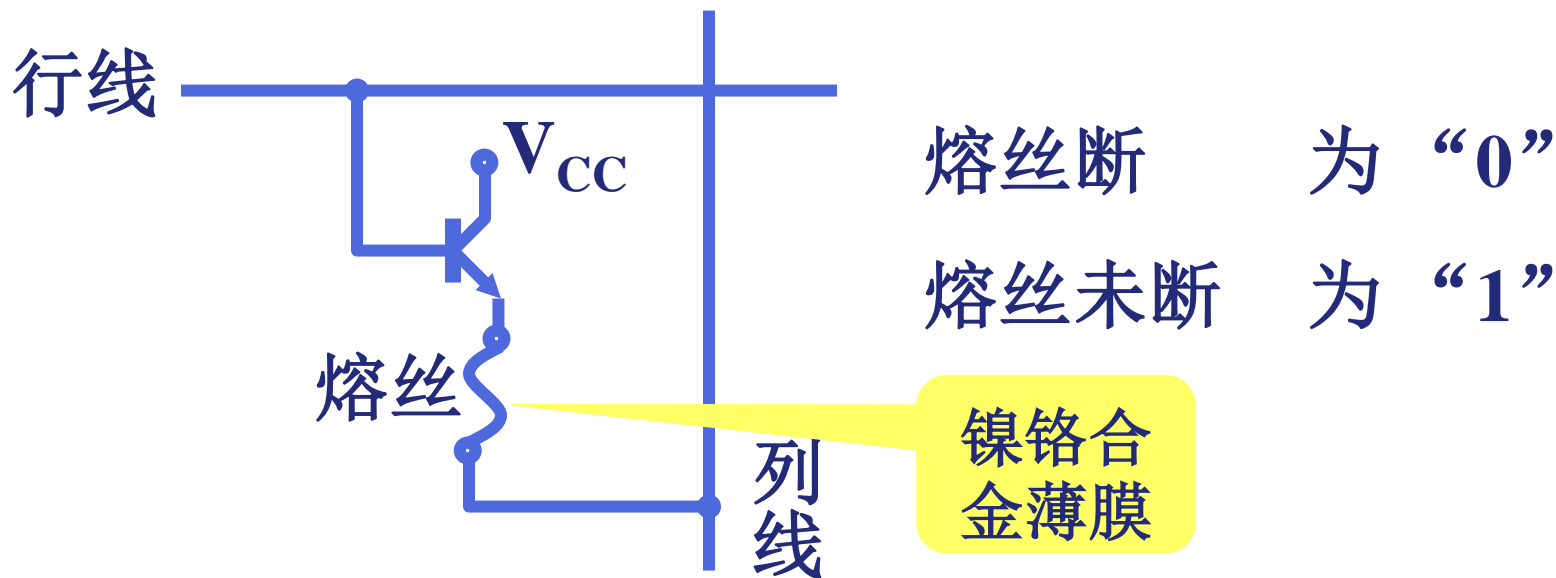 行线
V_CC
熔丝断 为“0”
熔丝未断 为“1”
熔丝
镍铬合
金薄膜
列
线